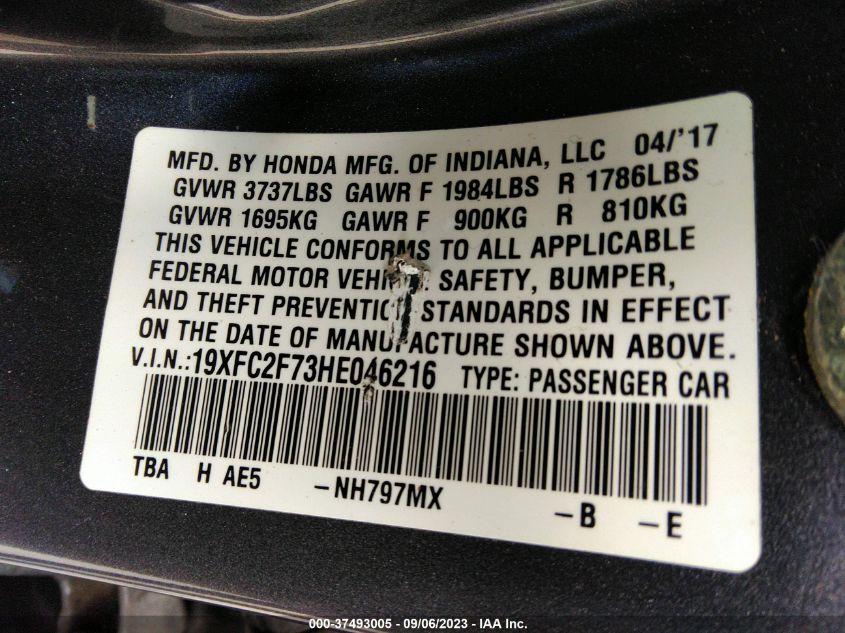 MFD. BY HONDA MFG. OF INDIANA, LLC 04/'17
GVWR 3737LBS GAWR F 1984LBS R 1786LBS
GVWR 1695KG GAWR F 900KG R 810KG
THIS VEHICLE CONFORMS TO ALL APPLICABLE
FEDERAL MOTOR VEHICLE SAFETY, BUMPER,
AND THEFT PREVENTION STANDARDS IN EFFECT
ON THE DATE OF MANUFACTURE SHOWN ABOVE.
V.I.N.:19XFC2F73HE046216 TYPE: PASSENGER CAR
TBA H AE5 -NH797MX -B -E
000-37493005 - 09/06/2023 - IAA Inc.